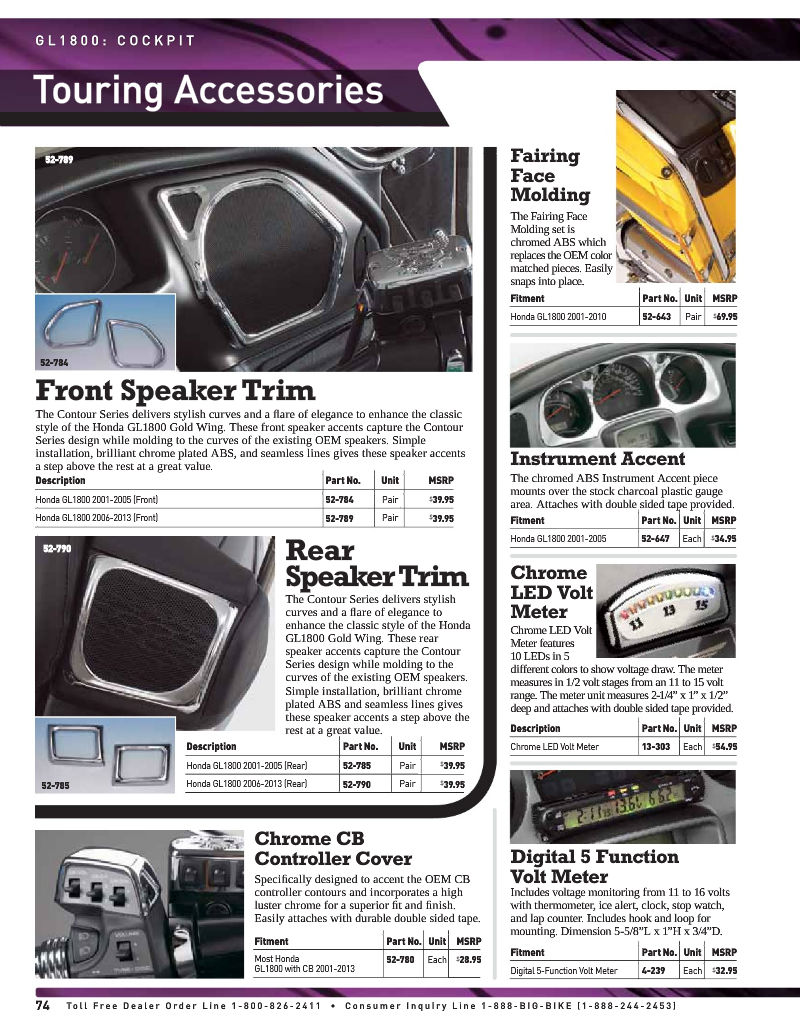 GL1800: COCKPIT
Touring Accessories
52-789
52-784
Front Speaker Trim
The Contour Series delivers stylish curves and a flare of elegance to enhance the classic
style of the Honda GL1800 Gold Wing. These front speaker accents capture the Contour
Series design while molding to the curves of the existing OEM speakers. Simple
installation, brilliant chrome plated ABS, and seamless lines gives these speaker accents
a step above the rest at a great value.
Description Part No. Unit MSRP
Honda GL1800 2001-2005 (Front) 52-784 Pair $39.95
Honda GL1800 2006-2013 (Front) 52-789 Pair $39.95
52-790
52-785
Rear
Speaker Trim
The Contour Series delivers stylish
curves and a flare of elegance to
enhance the classic style of the Honda
GL1800 Gold Wing. These rear
speaker accents capture the Contour
Series design while molding to the
curves of the existing OEM speakers.
Simple installation, brilliant chrome
plated ABS and seamless lines gives
these speaker accents a step above the
rest at a great value.
Description Part No. Unit MSRP
Honda GL1800 2001-2005 (Rear) 52-785 Pair $39.95
Honda GL1800 2006-2013 (Rear) 52-790 Pair $39.95
Chrome CB
Controller Cover
Specifically designed to accent the OEM CB
controller contours and incorporates a high
luster chrome for a superior fit and finish.
Easily attaches with durable double sided tape.
Fitment Part No. Unit MSRP
Most Honda
GL1800 with CB 2001-2013 52-780 Each $28.95
Fairing
Face
Molding
The Fairing Face
Molding set is
chromed ABS which
replaces the OEM color
matched pieces. Easily
snaps into place.
Fitment Part No. Unit MSRP
Honda GL1800 2001-2010 52-643 Pair $69.95
Instrument Accent
The chromed ABS Instrument Accent piece
mounts over the stock charcoal plastic gauge
area. Attaches with double sided tape provided.
Fitment Part No. Unit MSRP
Honda GL1800 2001-2005 52-647 Each $34.95
Chrome
LED Volt
Meter
11 13 15
Chrome LED Volt
Meter features
10 LEDs in 5
different colors to show voltage draw. The meter
measures in 1/2 volt stages from an 11 to 15 volt
range. The meter unit measures 2-1/4" x 1" x 1/2"
deep and attaches with double sided tape provided.
Description Part No. Unit MSRP
Chrome LED Volt Meter 13-303 Each $54.95
Digital 5 Function
Volt Meter
Includes voltage monitoring from 11 to 16 volts
with thermometer, ice alert, clock, stop watch,
and lap counter. Includes hook and loop for
mounting. Dimension 5-5/8"L x 1"H x 3/4"D.
Fitment Part No. Unit MSRP
Digital 5-Function Volt Meter 4-239 Each $32.95
74 Toll Free Dealer Order Line 1-800-826-2411 • Consumer Inquiry Line 1-888-BIG-BIKE (1-888-244-2453)